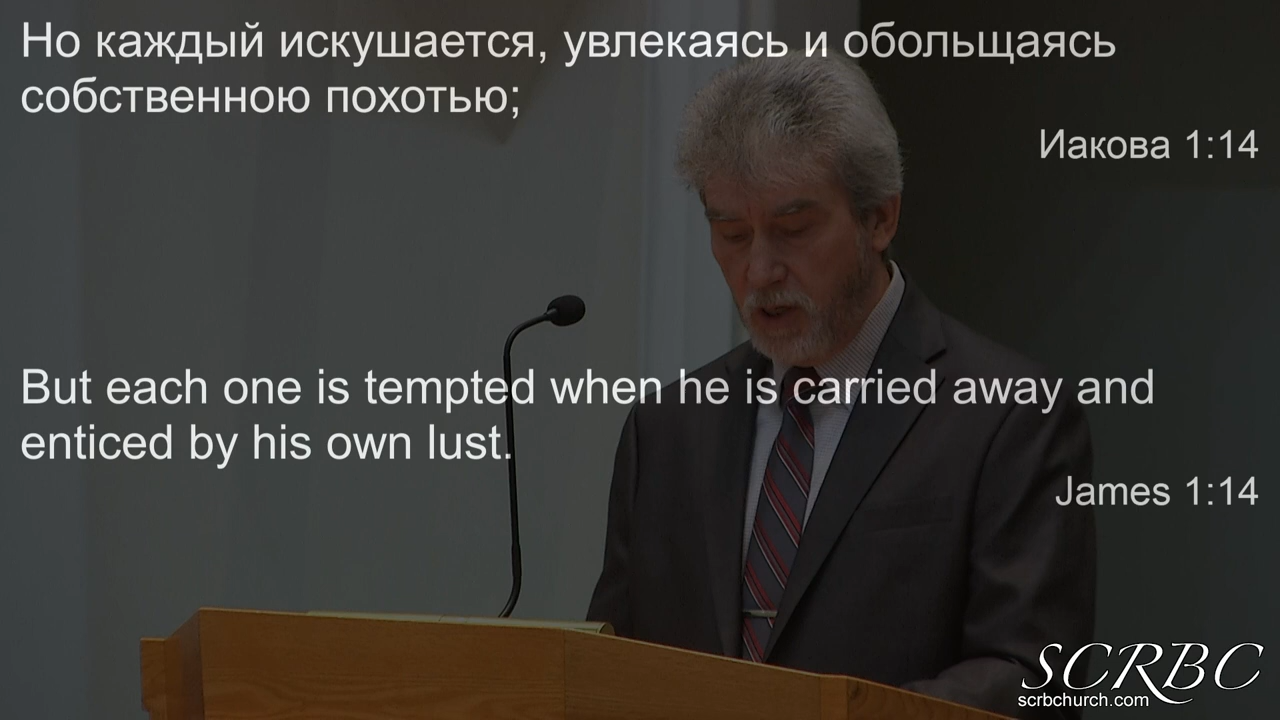 Но каждый искушается, увлекаясь и обольщаясь
собственною похотью;
Иакова 1:14
But each one is tempted when he is carried away and
enticed by his own lust.
James 1:14
SCRBC
scrbchurch.com